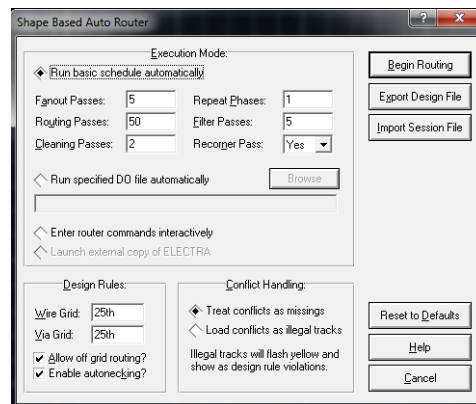 Shape Based Auto Router
Execution Mode:
Run basic schedule automatically
Fanout Passes: 5 Repeat Phases: 1
Routing Passes: 50 Filter Passes: 5
Cleaning Passes: 2 Recorner Pass: Yes
Run specified DO file automatically Browse
Enter router commands interactively
Launch external copy of ELECTRA
Design Rules:
Wire Grid: 25th
Via Grid: 25th
Allow off grid routing?
Enable autonecking?
Conflict Handling:
Treat conflicts as missings
Load conflicts as illegal tracks
Illegal tracks will flash yellow and
show as design rule violations.
Begin Routing
Export Design File
Import Session File
Reset to Defaults
Help
Cancel